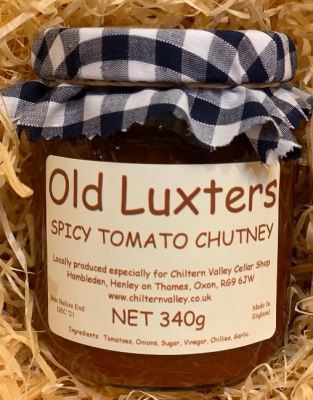 Old Luxters
SPICY TOMATO CHUTNEY
Locally produced especially for Chiltern Valley Cellar Shop
Hambleden, Henley on Thames, Oxon, RG9 6JW
www.chilternvalley.co.uk
Best Before End
DEC '21
NET 340g
Made in
England
Ingredients: Tomatoes, Onions, Sugar, Vinegar, Chillies, Garlic.